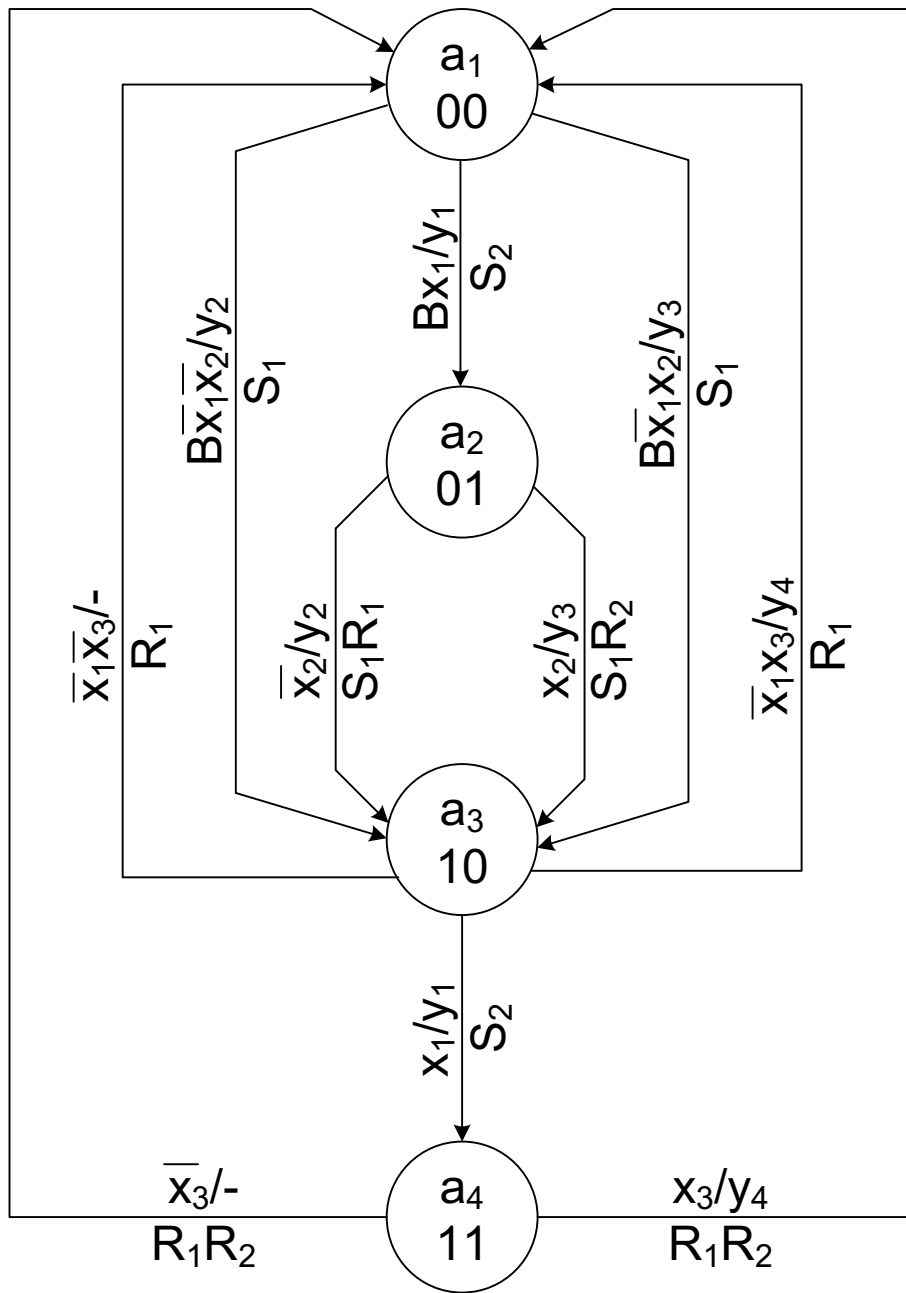 a₁
00
Bx₁/y₁
S₂
Bx̅₁x̅₂/y₂
S₁
Bx̅₁x₂/y₃
S₁
a₂
01
x̅₂/y₂
S₁R₁
x₂/y₃
S₁R₂
x̅₁x̅₃/-
R₁
x̅₁x₃/y₄
R₁
a₃
10
x₁/y₁
S₂
x̅₃/-
R₁R₂
a₄
11
x₃/y₄
R₁R₂